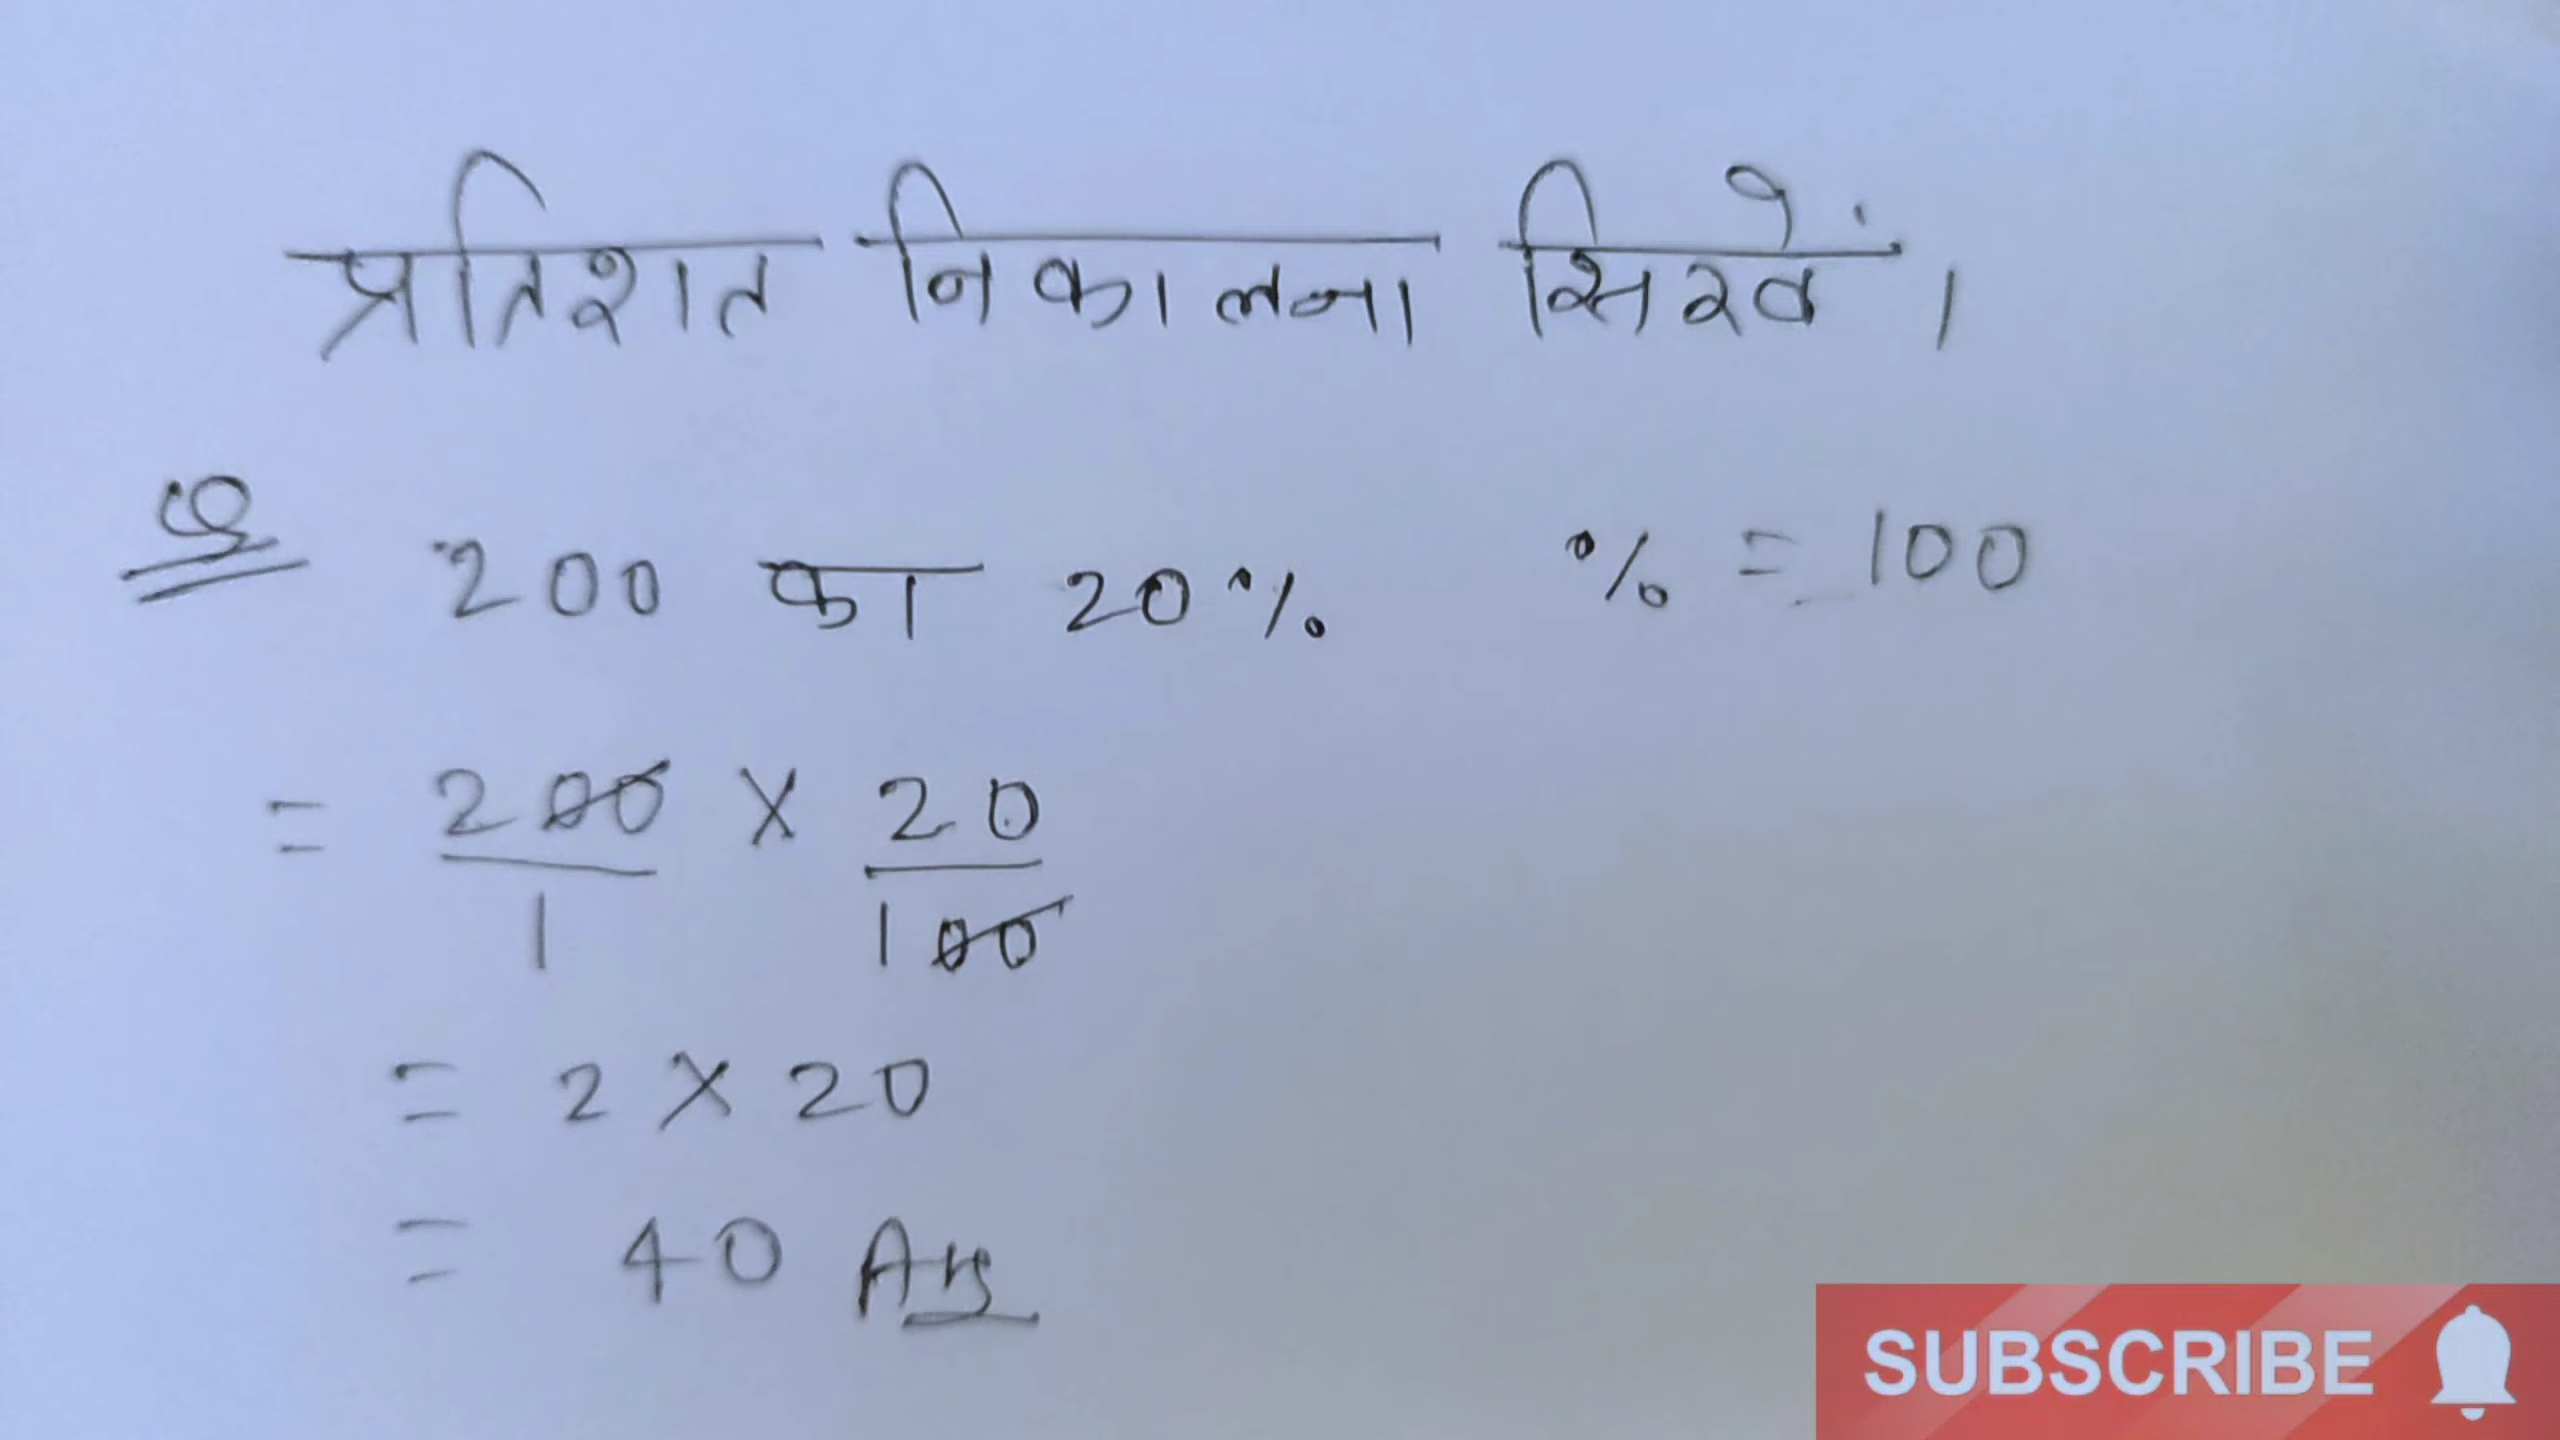 प्रतिशत निकालना सिखें।
Q 200 का 20% % = 100
= 200/1 × 20/100
= 2 × 20
= 40 Ans
SUBSCRIBE